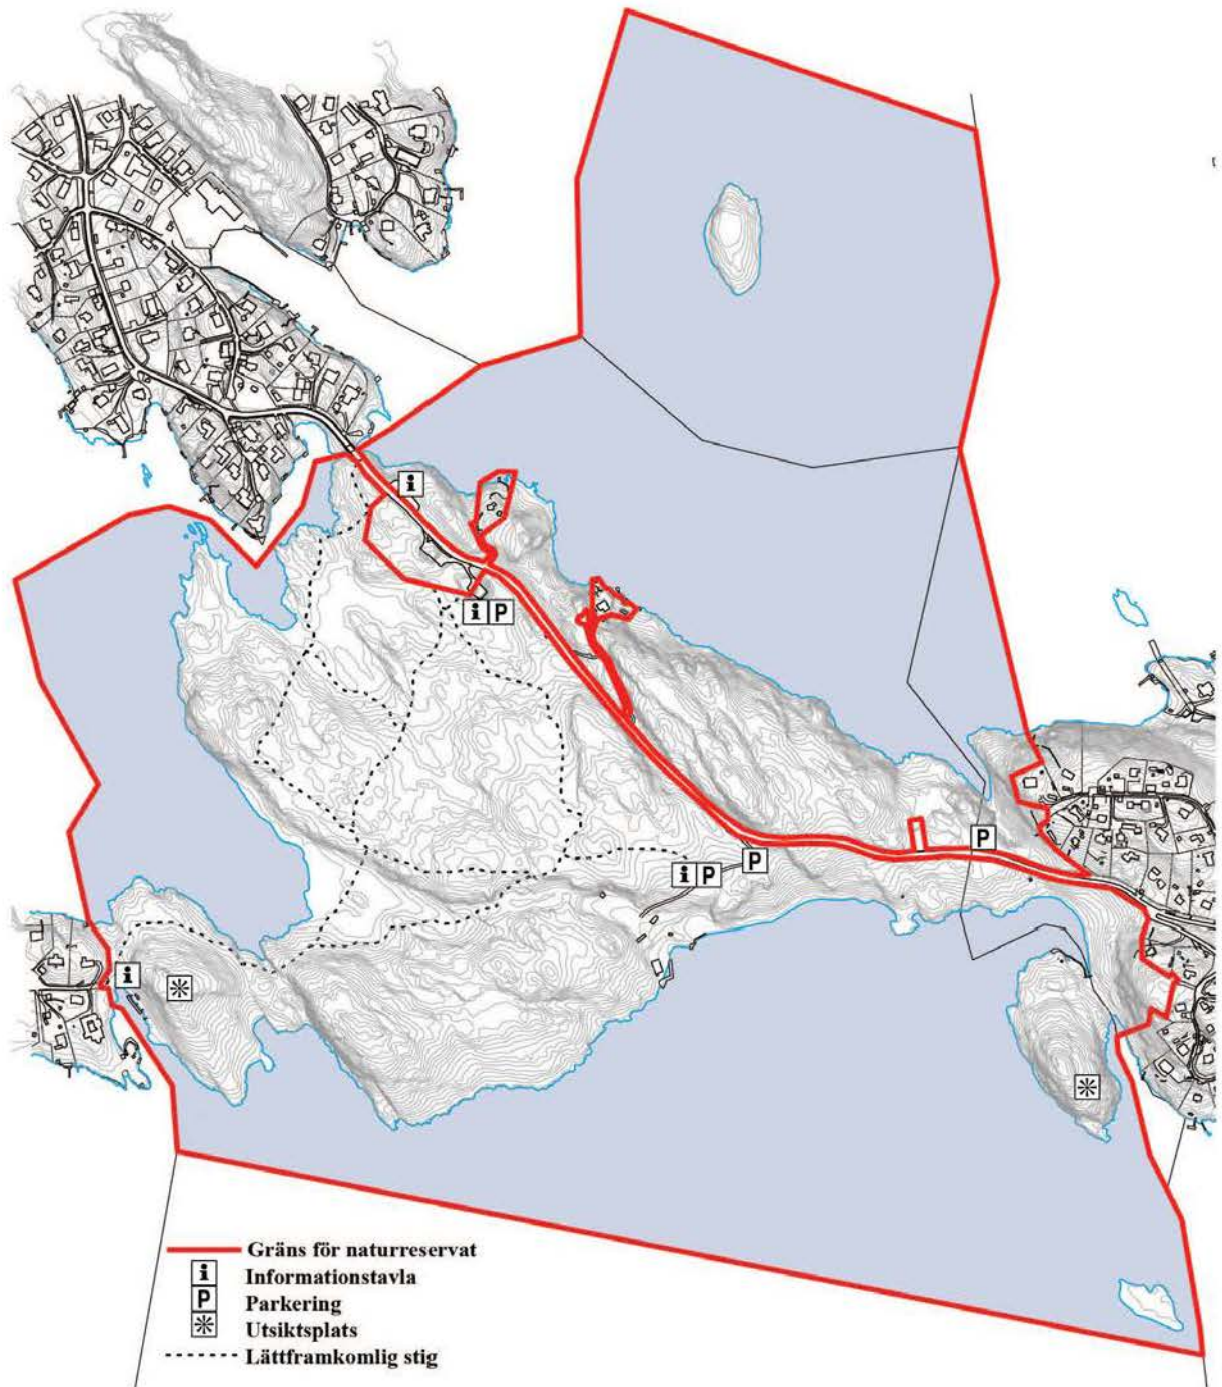 i
i P
P
P
i P
i
Gräns för naturreservat
i Informationstavla
P Parkering
Utsiktsplats
Lättframkomlig stig